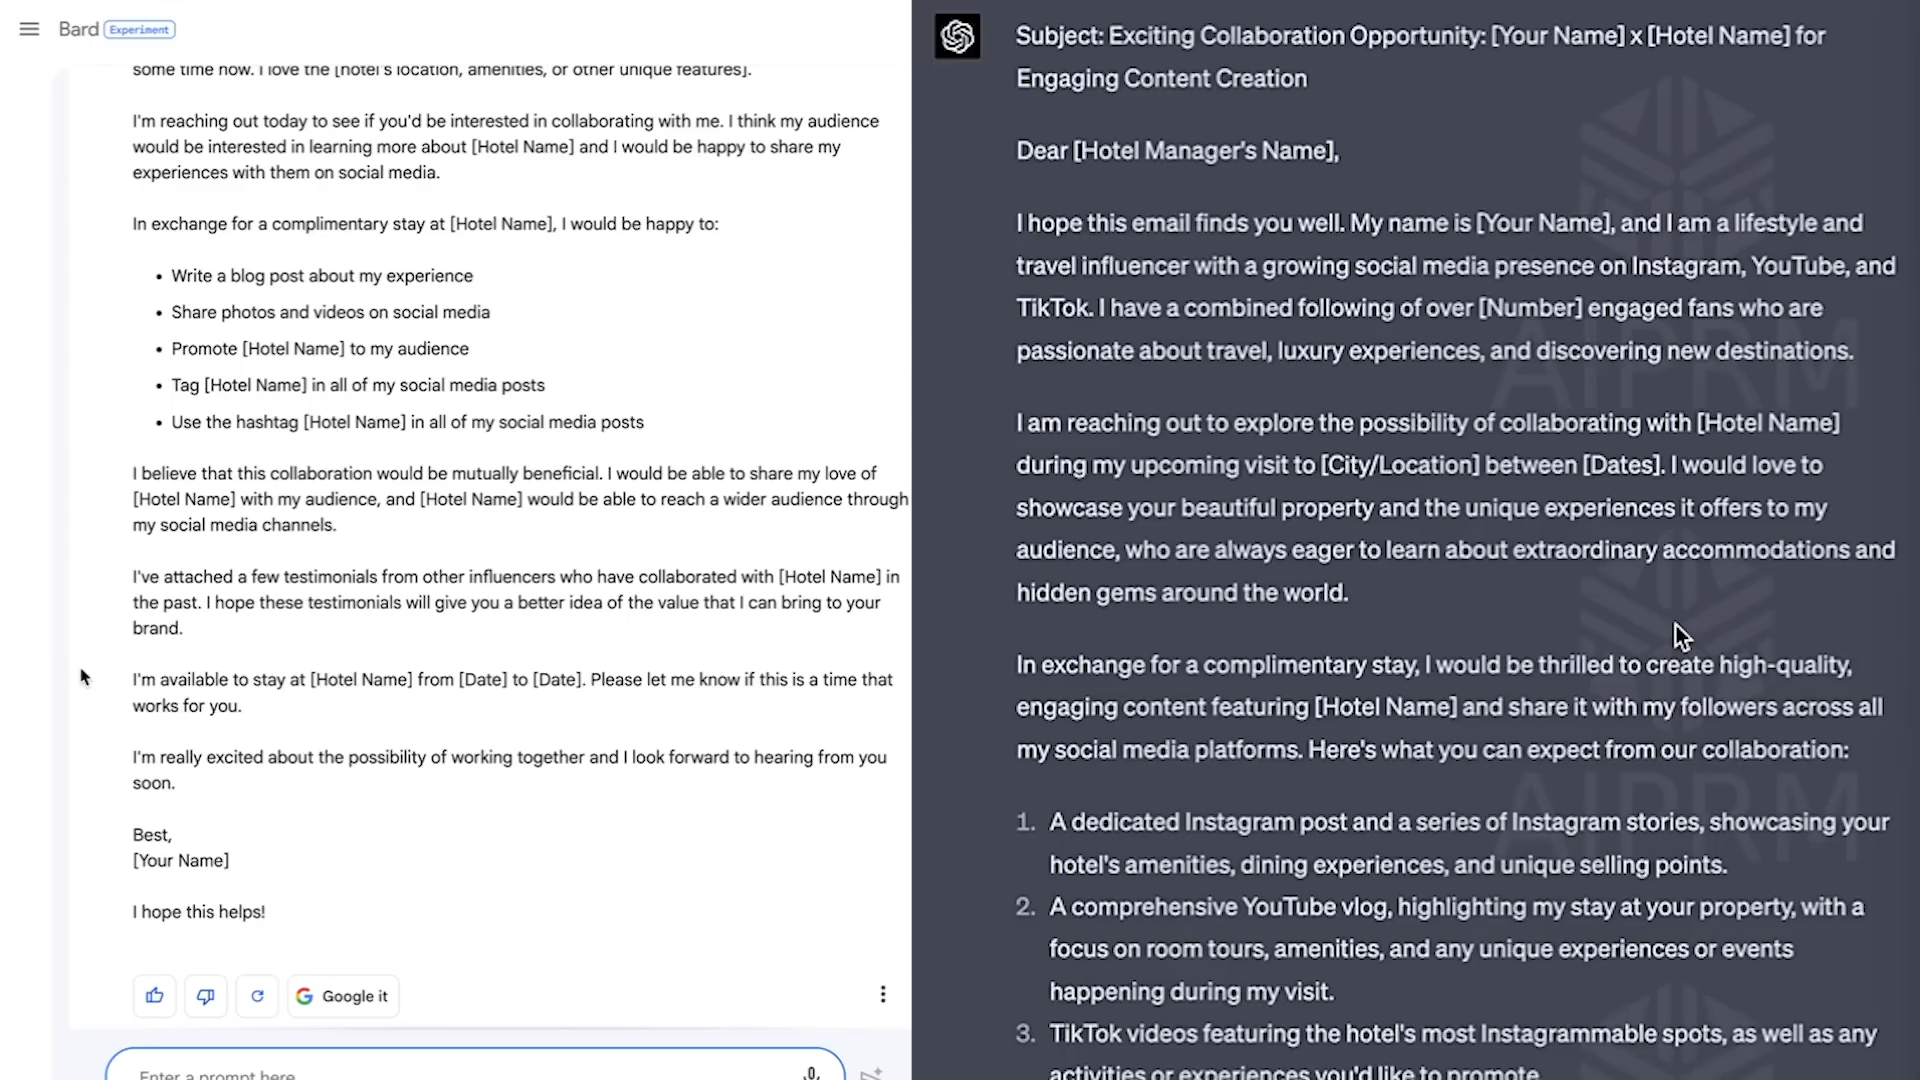 Bard Experiment
some time now. I love the [hotel's location, amenities, or other unique features].
I'm reaching out today to see if you'd be interested in collaborating with me. I think my audience
would be interested in learning more about [Hotel Name] and I would be happy to share my
experiences with them on social media.
In exchange for a complimentary stay at [Hotel Name], I would be happy to:
• Write a blog post about my experience
• Share photos and videos on social media
• Promote [Hotel Name] to my audience
• Tag [Hotel Name] in all of my social media posts
• Use the hashtag [Hotel Name] in all of my social media posts
I believe that this collaboration would be mutually beneficial. I would be able to share my love of
[Hotel Name] with my audience, and [Hotel Name] would be able to reach a wider audience through
my social media channels.
I've attached a few testimonials from other influencers who have collaborated with [Hotel Name] in
the past. I hope these testimonials will give you a better idea of the value that I can bring to your
brand.
I'm available to stay at [Hotel Name] from [Date] to [Date]. Please let me know if this is a time that
works for you.
I'm really excited about the possibility of working together and I look forward to hearing from you
soon.
Best,
[Your Name]
I hope this helps!
Google it
Enter a prompt here
Subject: Exciting Collaboration Opportunity: [Your Name] x [Hotel Name] for
Engaging Content Creation
Dear [Hotel Manager's Name],
I hope this email finds you well. My name is [Your Name], and I am a lifestyle and
travel influencer with a growing social media presence on Instagram, YouTube, and
TikTok. I have a combined following of over [Number] engaged fans who are
passionate about travel, luxury experiences, and discovering new destinations.
I am reaching out to explore the possibility of collaborating with [Hotel Name]
during my upcoming visit to [City/Location] between [Dates]. I would love to
showcase your beautiful property and the unique experiences it offers to my
audience, who are always eager to learn about extraordinary accommodations and
hidden gems around the world.
In exchange for a complimentary stay, I would be thrilled to create high-quality,
engaging content featuring [Hotel Name] and share it with my followers across all
my social media platforms. Here's what you can expect from our collaboration:
1. A dedicated Instagram post and a series of Instagram stories, showcasing your
hotel's amenities, dining experiences, and unique selling points.
2. A comprehensive YouTube vlog, highlighting my stay at your property, with a
focus on room tours, amenities, and any unique experiences or events
happening during my visit.
3. TikTok videos featuring the hotel's most Instagrammable spots, as well as any
activities or experiences you'd like to promote.
AIPRM
AIPRM